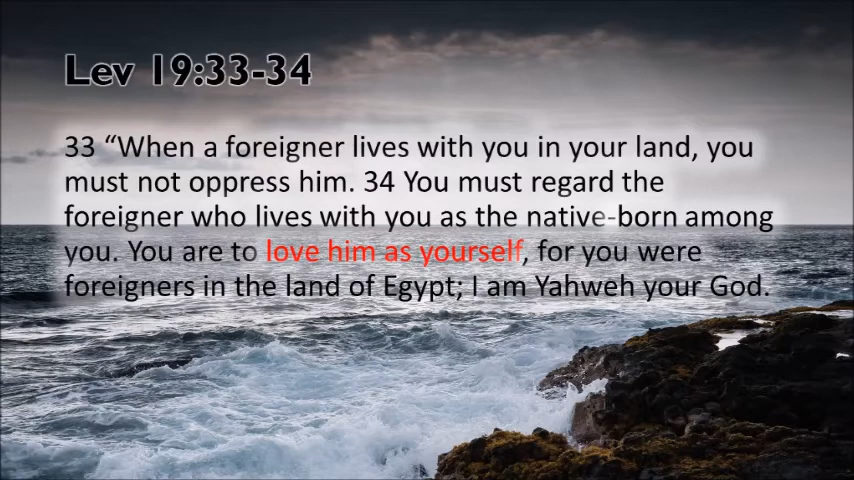 Lev 19:33-34
33 “When a foreigner lives with you in your land, you
must not oppress him. 34 You must regard the
foreigner who lives with you as the native-born among
you. You are to love him as yourself, for you were
foreigners in the land of Egypt; I am Yahweh your God.